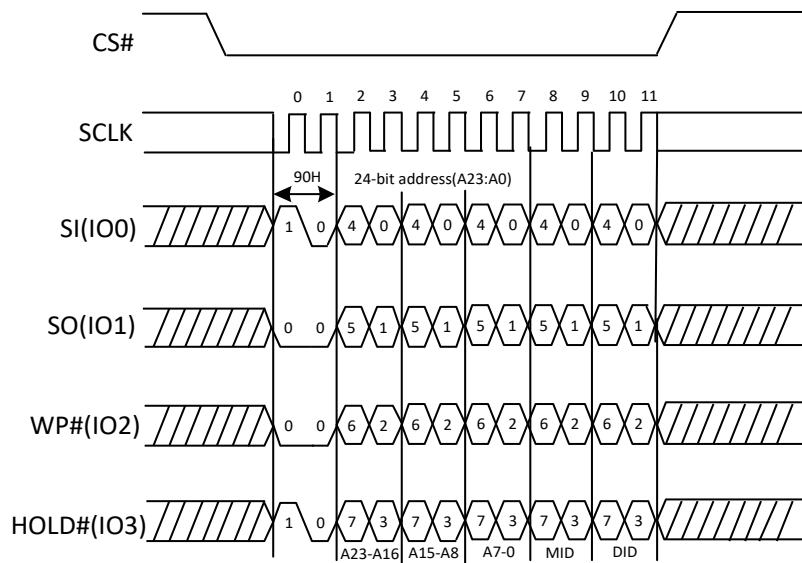 CS#
0 1 2 3 4 5 6 7 8 9 10 11
SCLK
90H 24-bit address(A23:A0)
SI(IO0) 1 0 4 0 4 0 4 0 4 0 4 0
SO(IO1) 0 0 5 1 5 1 5 1 5 1 5 1
WP#(IO2) 0 0 6 2 6 2 6 2 6 2 6 2
HOLD#(IO3) 1 0 7 3 7 3 7 3 7 3 7 3
A23-A16 A15-A8 A7-0 MID DID